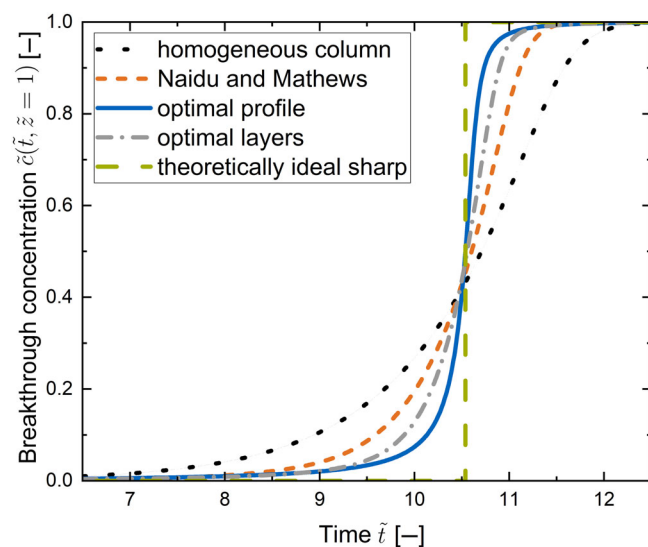 1.0
0.8
0.6
0.4
0.2
0.0
Breakthrough concentration c̃(t̃, z̃ = 1) [–]
homogeneous column
Naidu and Mathews
optimal profile
optimal layers
theoretically ideal sharp
7 8 9 10 11 12
Time t̃ [–]